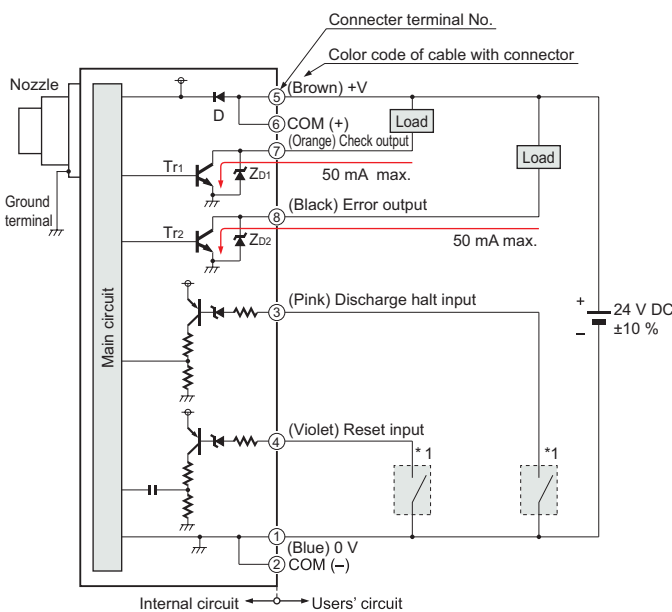 Connecter terminal No.
Color code of cable with connector
Nozzle
5 (Brown) +V
D
6 COM (+)
Load
7 (Orange) Check output
Tr1
ZD1
50 mA max.
Load
Ground
terminal
8 (Black) Error output
Tr2
ZD2
50 mA max.
Main circuit
3 (Pink) Discharge halt input
+
−
24 V DC
±10 %
4 (Violet) Reset input
*1
*1
1
(Blue) 0 V
2 COM (−)
Internal circuit
Users' circuit